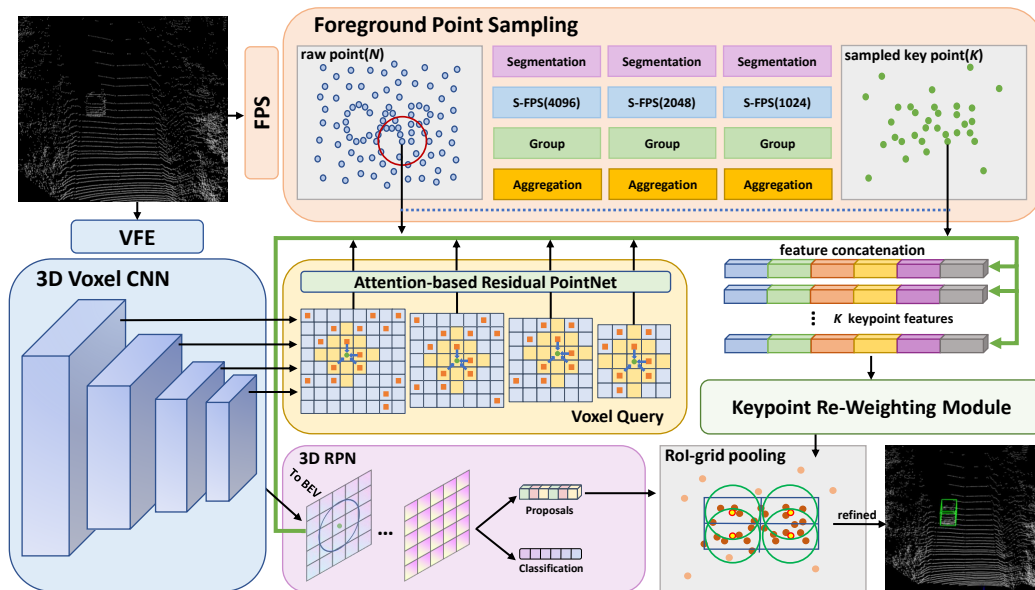 Foreground Point Sampling
FPS
raw point(N)
Segmentation
Segmentation
Segmentation
S-FPS(4096)
S-FPS(2048)
S-FPS(1024)
Group
Group
Group
Aggregation
Aggregation
Aggregation
sampled key point(K)
VFE
3D Voxel CNN
Attention-based Residual PointNet
Voxel Query
feature concatenation
K keypoint features
Keypoint Re-Weighting Module
3D RPN
To BEV
...
Proposals
Classification
RoI-grid pooling
refined